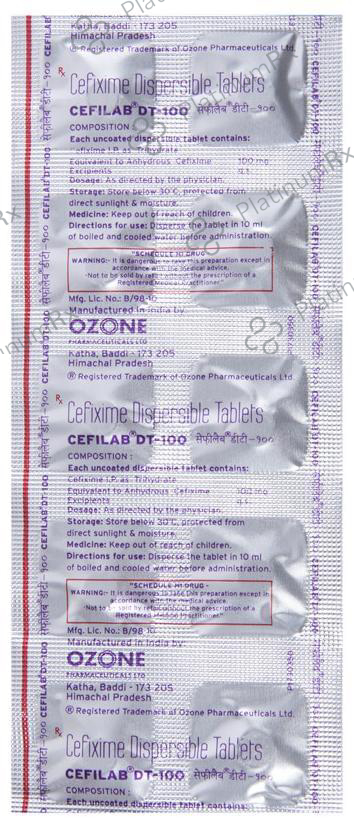 Katha, Baddi - 173 205
Himachal Pradesh
® Registered Trademark of Ozone Pharmaceuticals Ltd.
Rx
Cefixime Dispersible Tablets
CEFILAB® DT-100 सेफीलैब® डीटी-१००
COMPOSITION :
Each uncoated dispersible tablet contains:
Cefixime I.P. as Trihydrate
Equivalent to Anhydrous Cefixime 100 mg
Excipients q.s.
Dosage: As directed by the physician.
Storage: Store below 30°C, protected from
direct sunlight & moisture.
Medicine: Keep out of reach of children.
Directions for use: Disperse the tablet in 10 ml
of boiled and cooled water before administration.
"SCHEDULE H1 DRUG -
WARNING:- It is dangerous to take this preparation except in
accordance with the medical advice.
Not to be sold by retail without the prescription of a
Registered Medical Practitioner."
Mfg. Lic. No.: B/98-10
Manufactured in India by:
OZONE
PHARMACEUTICALS LTD
Katha, Baddi - 173 205
Himachal Pradesh
® Registered Trademark of Ozone Pharmaceuticals Ltd.
Rx
Cefixime Dispersible Tablets
CEFILAB® DT-100 सेफीलैब® डीटी-१००
COMPOSITION :
Each uncoated dispersible tablet contains:
Cefixime I.P. as Trihydrate
Equivalent to Anhydrous Cefixime 100 mg
Excipients q.s.
Dosage: As directed by the physician.
Storage: Store below 30°C, protected from
direct sunlight & moisture.
Medicine: Keep out of reach of children.
Directions for use: Disperse the tablet in 10 ml
of boiled and cooled water before administration.
"SCHEDULE H1 DRUG -
WARNING:- It is dangerous to take this preparation except in
accordance with the medical advice.
Not to be sold by retail without the prescription of a
Registered Medical Practitioner."
Mfg. Lic. No.: B/98-10
Manufactured in India by:
OZONE
PHARMACEUTICALS LTD
Katha, Baddi - 173 205
Himachal Pradesh
® Registered Trademark of Ozone Pharmaceuticals Ltd.
Rx
Cefixime Dispersible Tablets
CEFILAB® DT-100 सेफीलैब® डीटी-१००
COMPOSITION :
Each uncoated dispersible tablet contains: